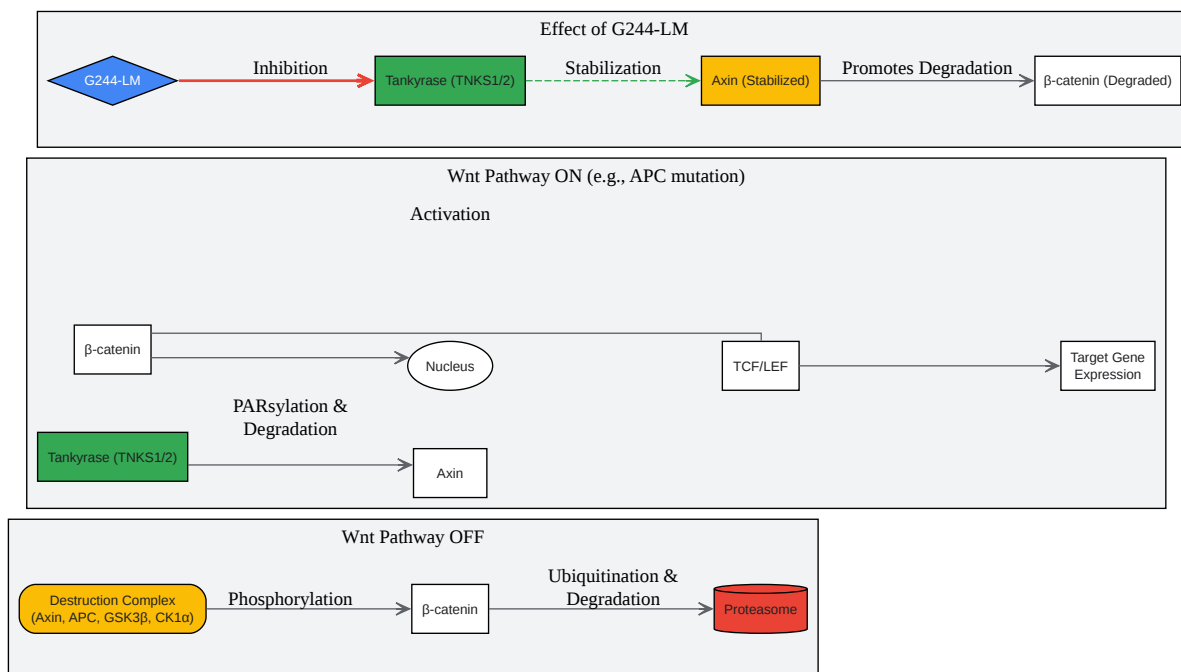 Effect of G244-LM
G244-LM
Inhibition
Tankyrase (TNKS1/2)
Stabilization
Axin (Stabilized)
Promotes Degradation
β-catenin (Degraded)
Wnt Pathway ON (e.g., APC mutation)
Activation
β-catenin
Nucleus
TCF/LEF
Target Gene
Expression
PARsylation &
Degradation
Tankyrase (TNKS1/2)
Axin
Wnt Pathway OFF
Destruction Complex
(Axin, APC, GSK3β, CK1α)
Phosphorylation
β-catenin
Ubiquitination &
Degradation
Proteasome